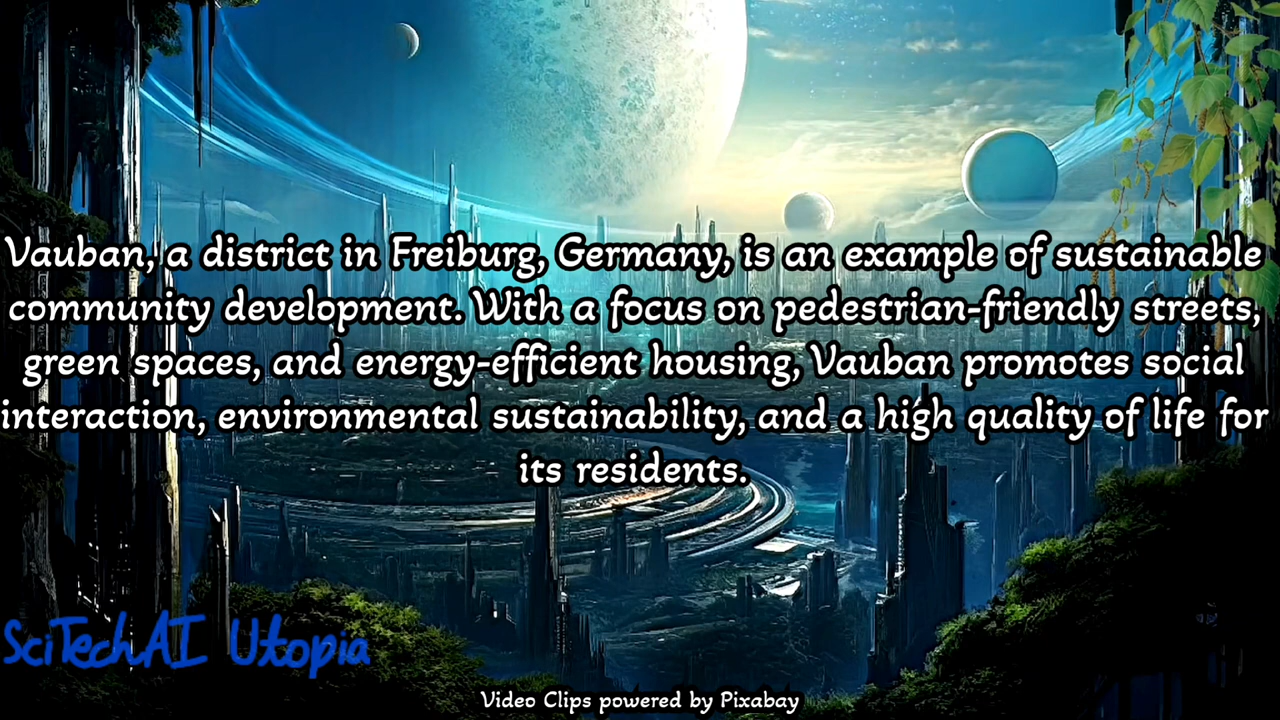 Vauban, a district in Freiburg, Germany, is an example of sustainable
community development. With a focus on pedestrian-friendly streets,
green spaces, and energy-efficient housing, Vauban promotes social
interaction, environmental sustainability, and a high quality of life for
its residents.
SciTechAI Utopia
Video Clips powered by Pixabay